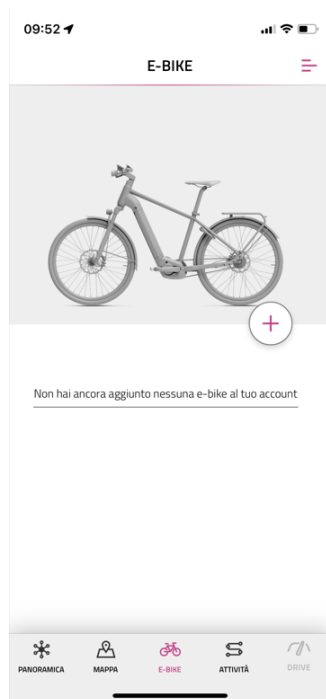 09:52
E-BIKE
Non hai ancora aggiunto nessuna e-bike al tuo account
PANORAMICA MAPPA E-BIKE ATTIVITÀ DRIVE